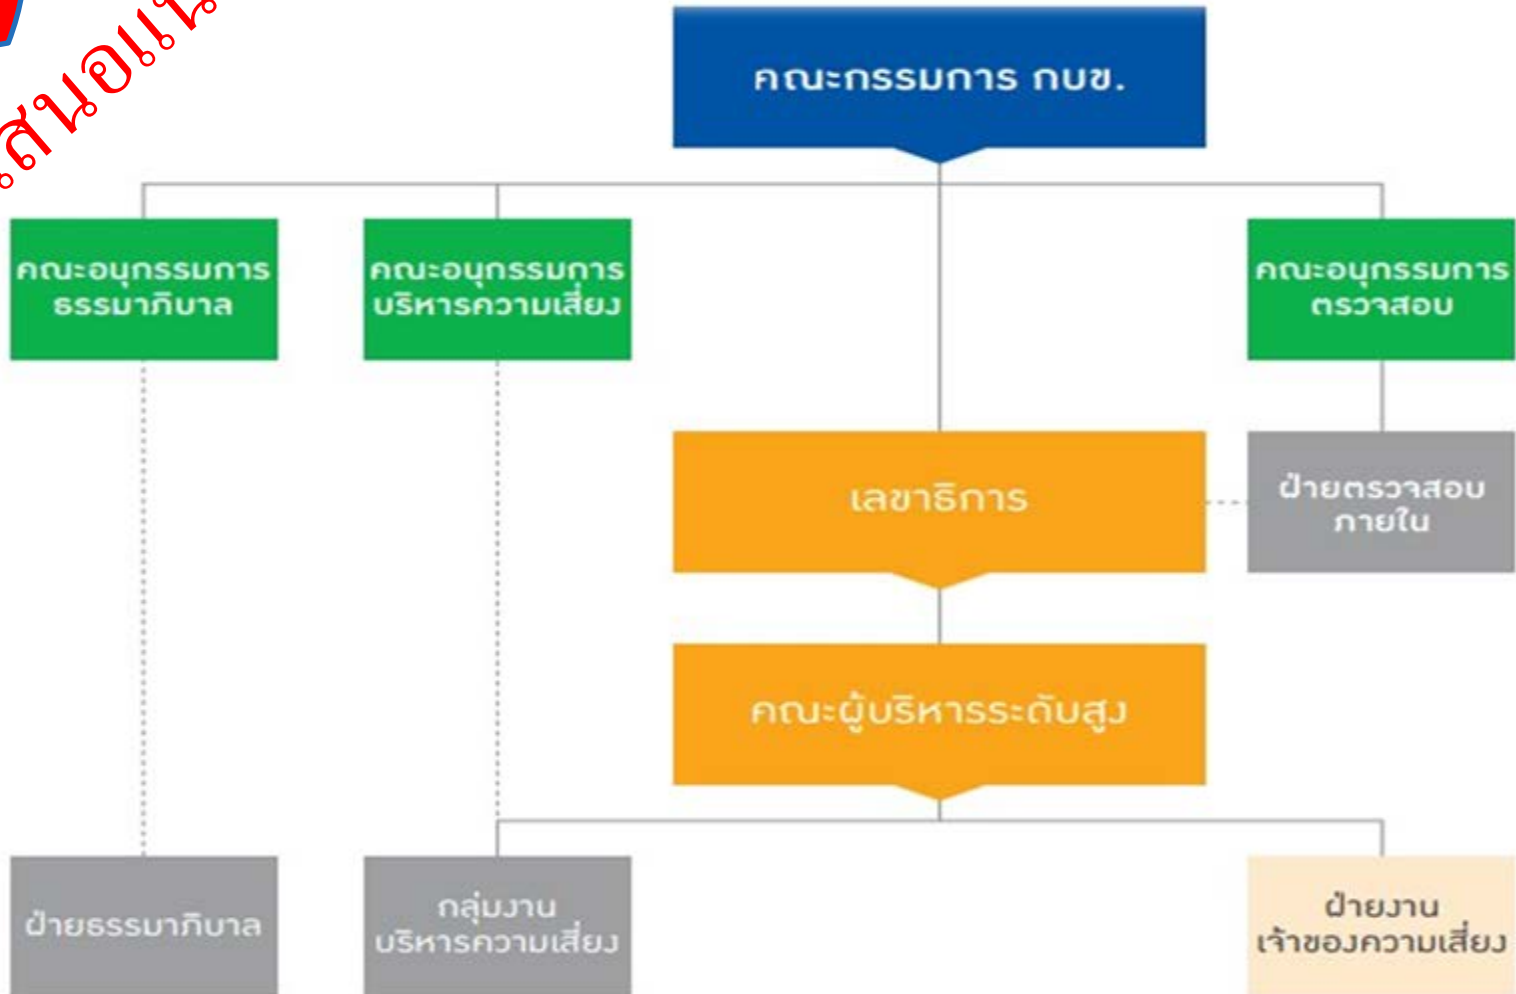 เสนอแน
คณะกรรมการ กบข.
คณะอนุกรรมการ
ธรรมาภิบาล
คณะอนุกรรมการ
บริหารความเสี่ยง
คณะอนุกรรมการ
ตรวจสอบ
เลขาธิการ
ฝ่ายตรวจสอบ
ภายใน
คณะผู้บริหารระดับสูง
ฝ่ายธรรมาภิบาล
กลุ่มงาน
บริหารความเสี่ยง
ฝ่ายงาน
เจ้าของความเสี่ยง